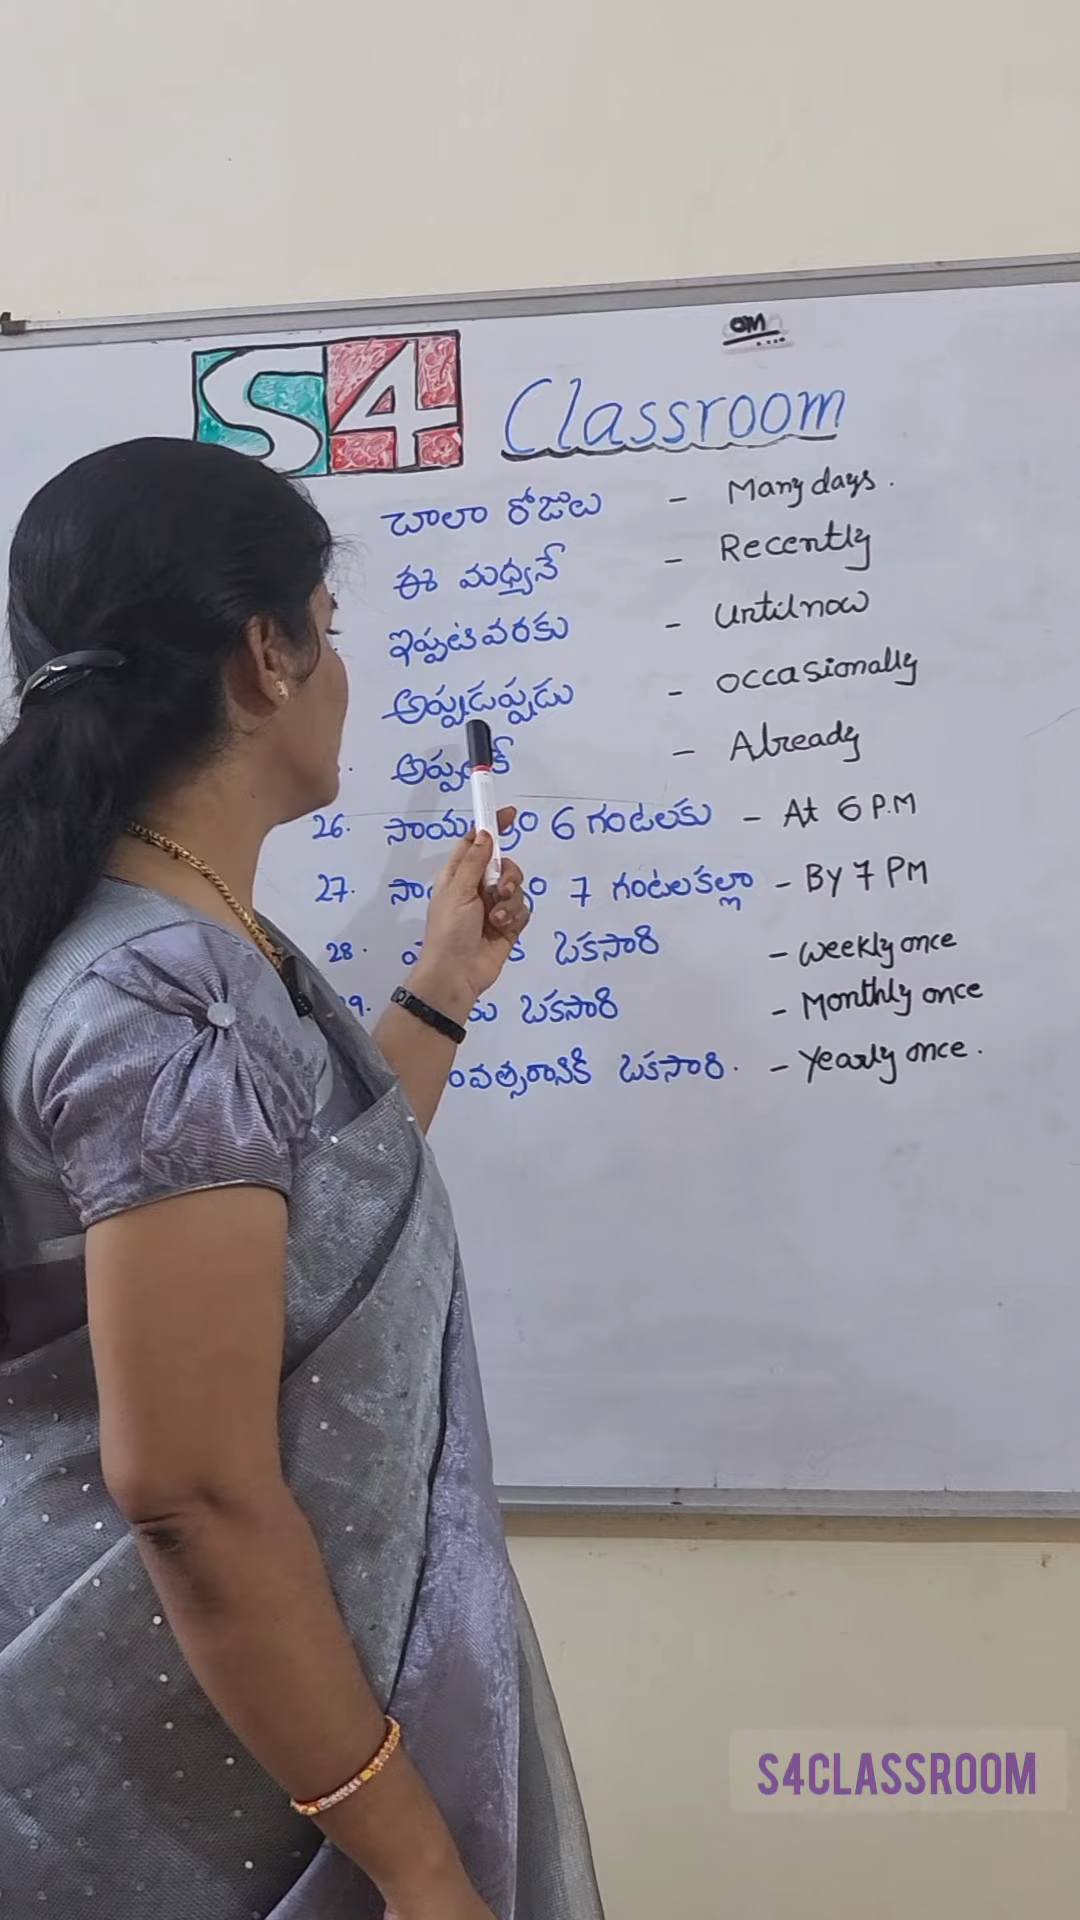 OM
S4 Classroom
చాలా రోజులు - Many days.
ఈ మధ్యనే - Recently
ఇప్పటివరకు - Until now
అప్పుడప్పుడు - Occasionally
- Already
26. 6 గంటలకు - At 6 P.M
27. 7 గంటలకల్లా - By 7 PM
28. ఒకసారి - Weekly once
ఒకసారి - Monthly once
ఒకసారి. - Yearly once.
S4CLASSROOM